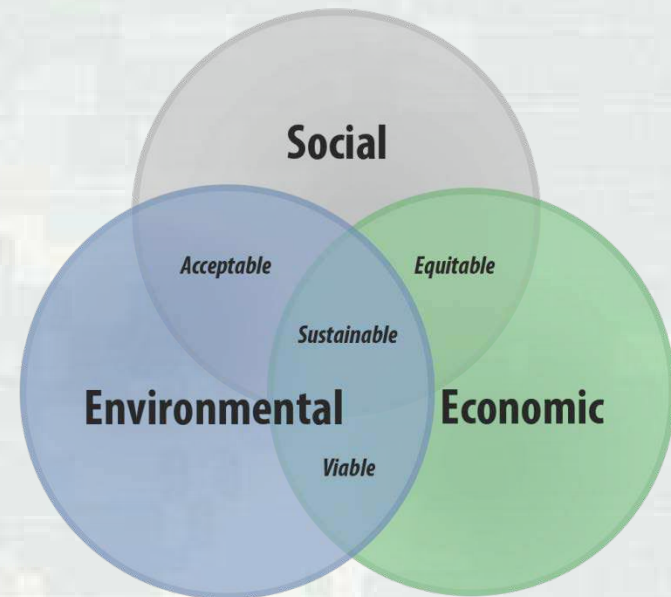 Social
Acceptable
Equitable
Sustainable
Environmental
Economic
Viable